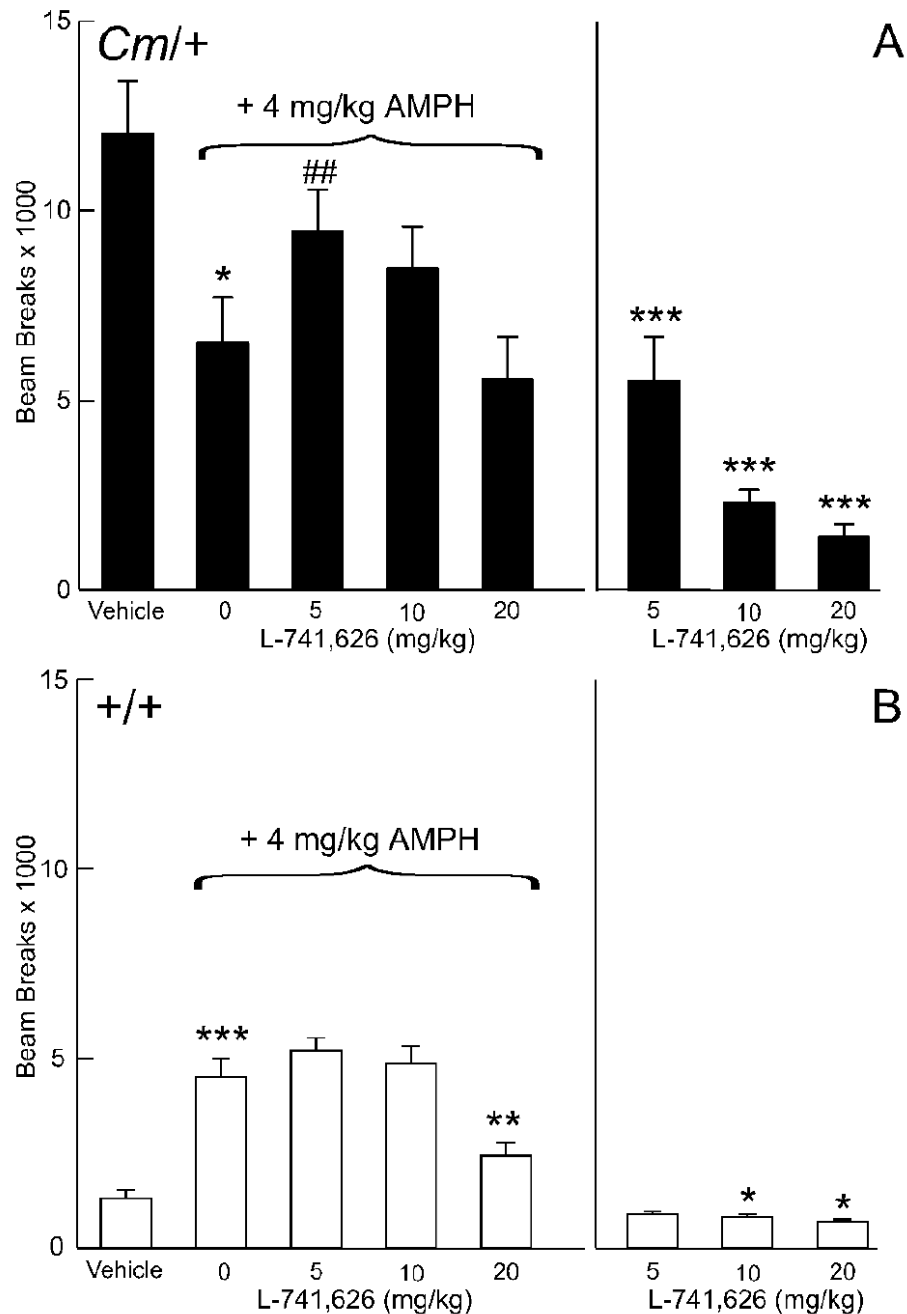 15
Cm/+
A
+ 4 mg/kg AMPH
##
10
*
***
Beam Breaks x 1000
5
***
***
0
Vehicle 0 5 10 20 5 10 20
L-741,626 (mg/kg) L-741,626 (mg/kg)
15
+/+
B
+ 4 mg/kg AMPH
10
Beam Breaks x 1000
5
***
**
* *
0
Vehicle 0 5 10 20 5 10 20
L-741,626 (mg/kg) L-741,626 (mg/kg)